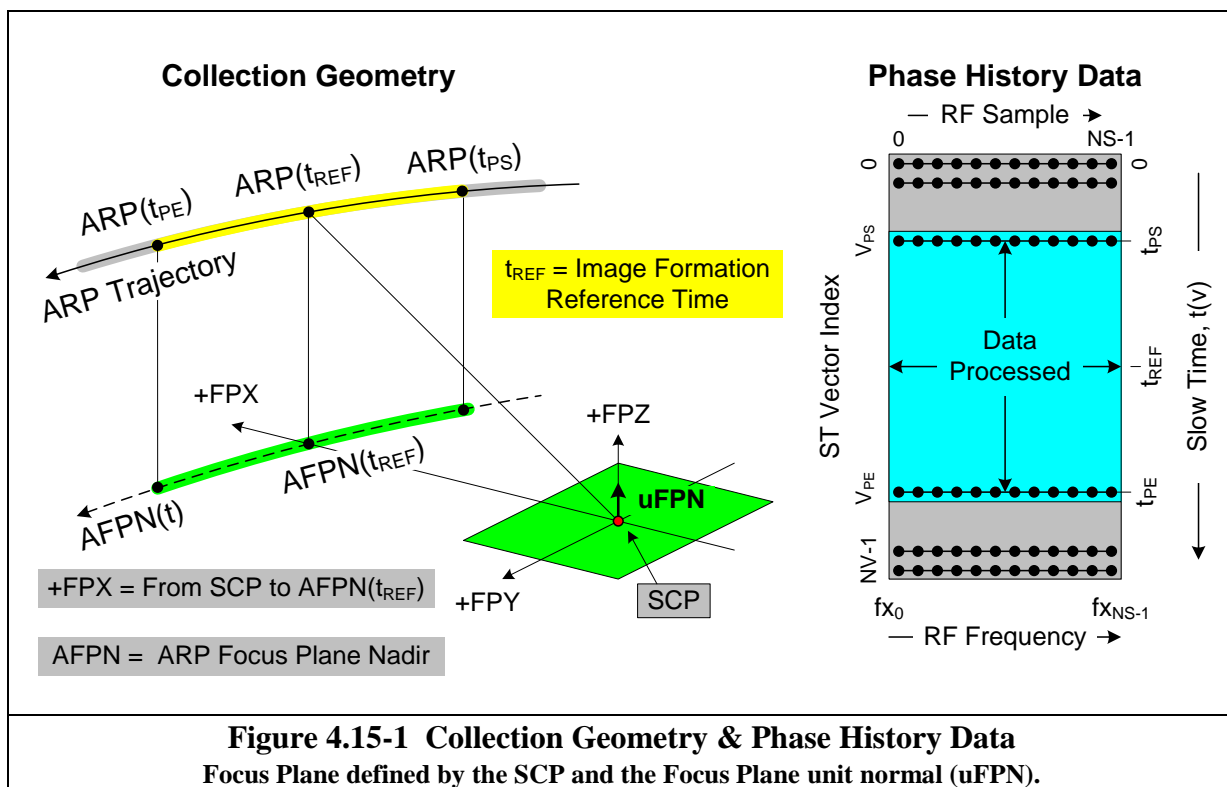 Collection Geometry
ARP(tPE)
ARP(tREF)
ARP(tPS)
ARP Trajectory
tREF = Image Formation
Reference Time
+FPX
AFPN(tREF)
AFPN(t)
+FPZ
uFPN
+FPY
SCP
+FPX = From SCP to AFPN(tREF)
AFPN = ARP Focus Plane Nadir
Phase History Data
RF Sample
0
NS-1
0
0
VPS
tPS
ST Vector Index
Data
Processed
tREF
Slow Time, t(v)
VPE
tPE
NV-1
fx0
fxNS-1
RF Frequency
Figure 4.15-1 Collection Geometry & Phase History Data
Focus Plane defined by the SCP and the Focus Plane unit normal (uFPN).